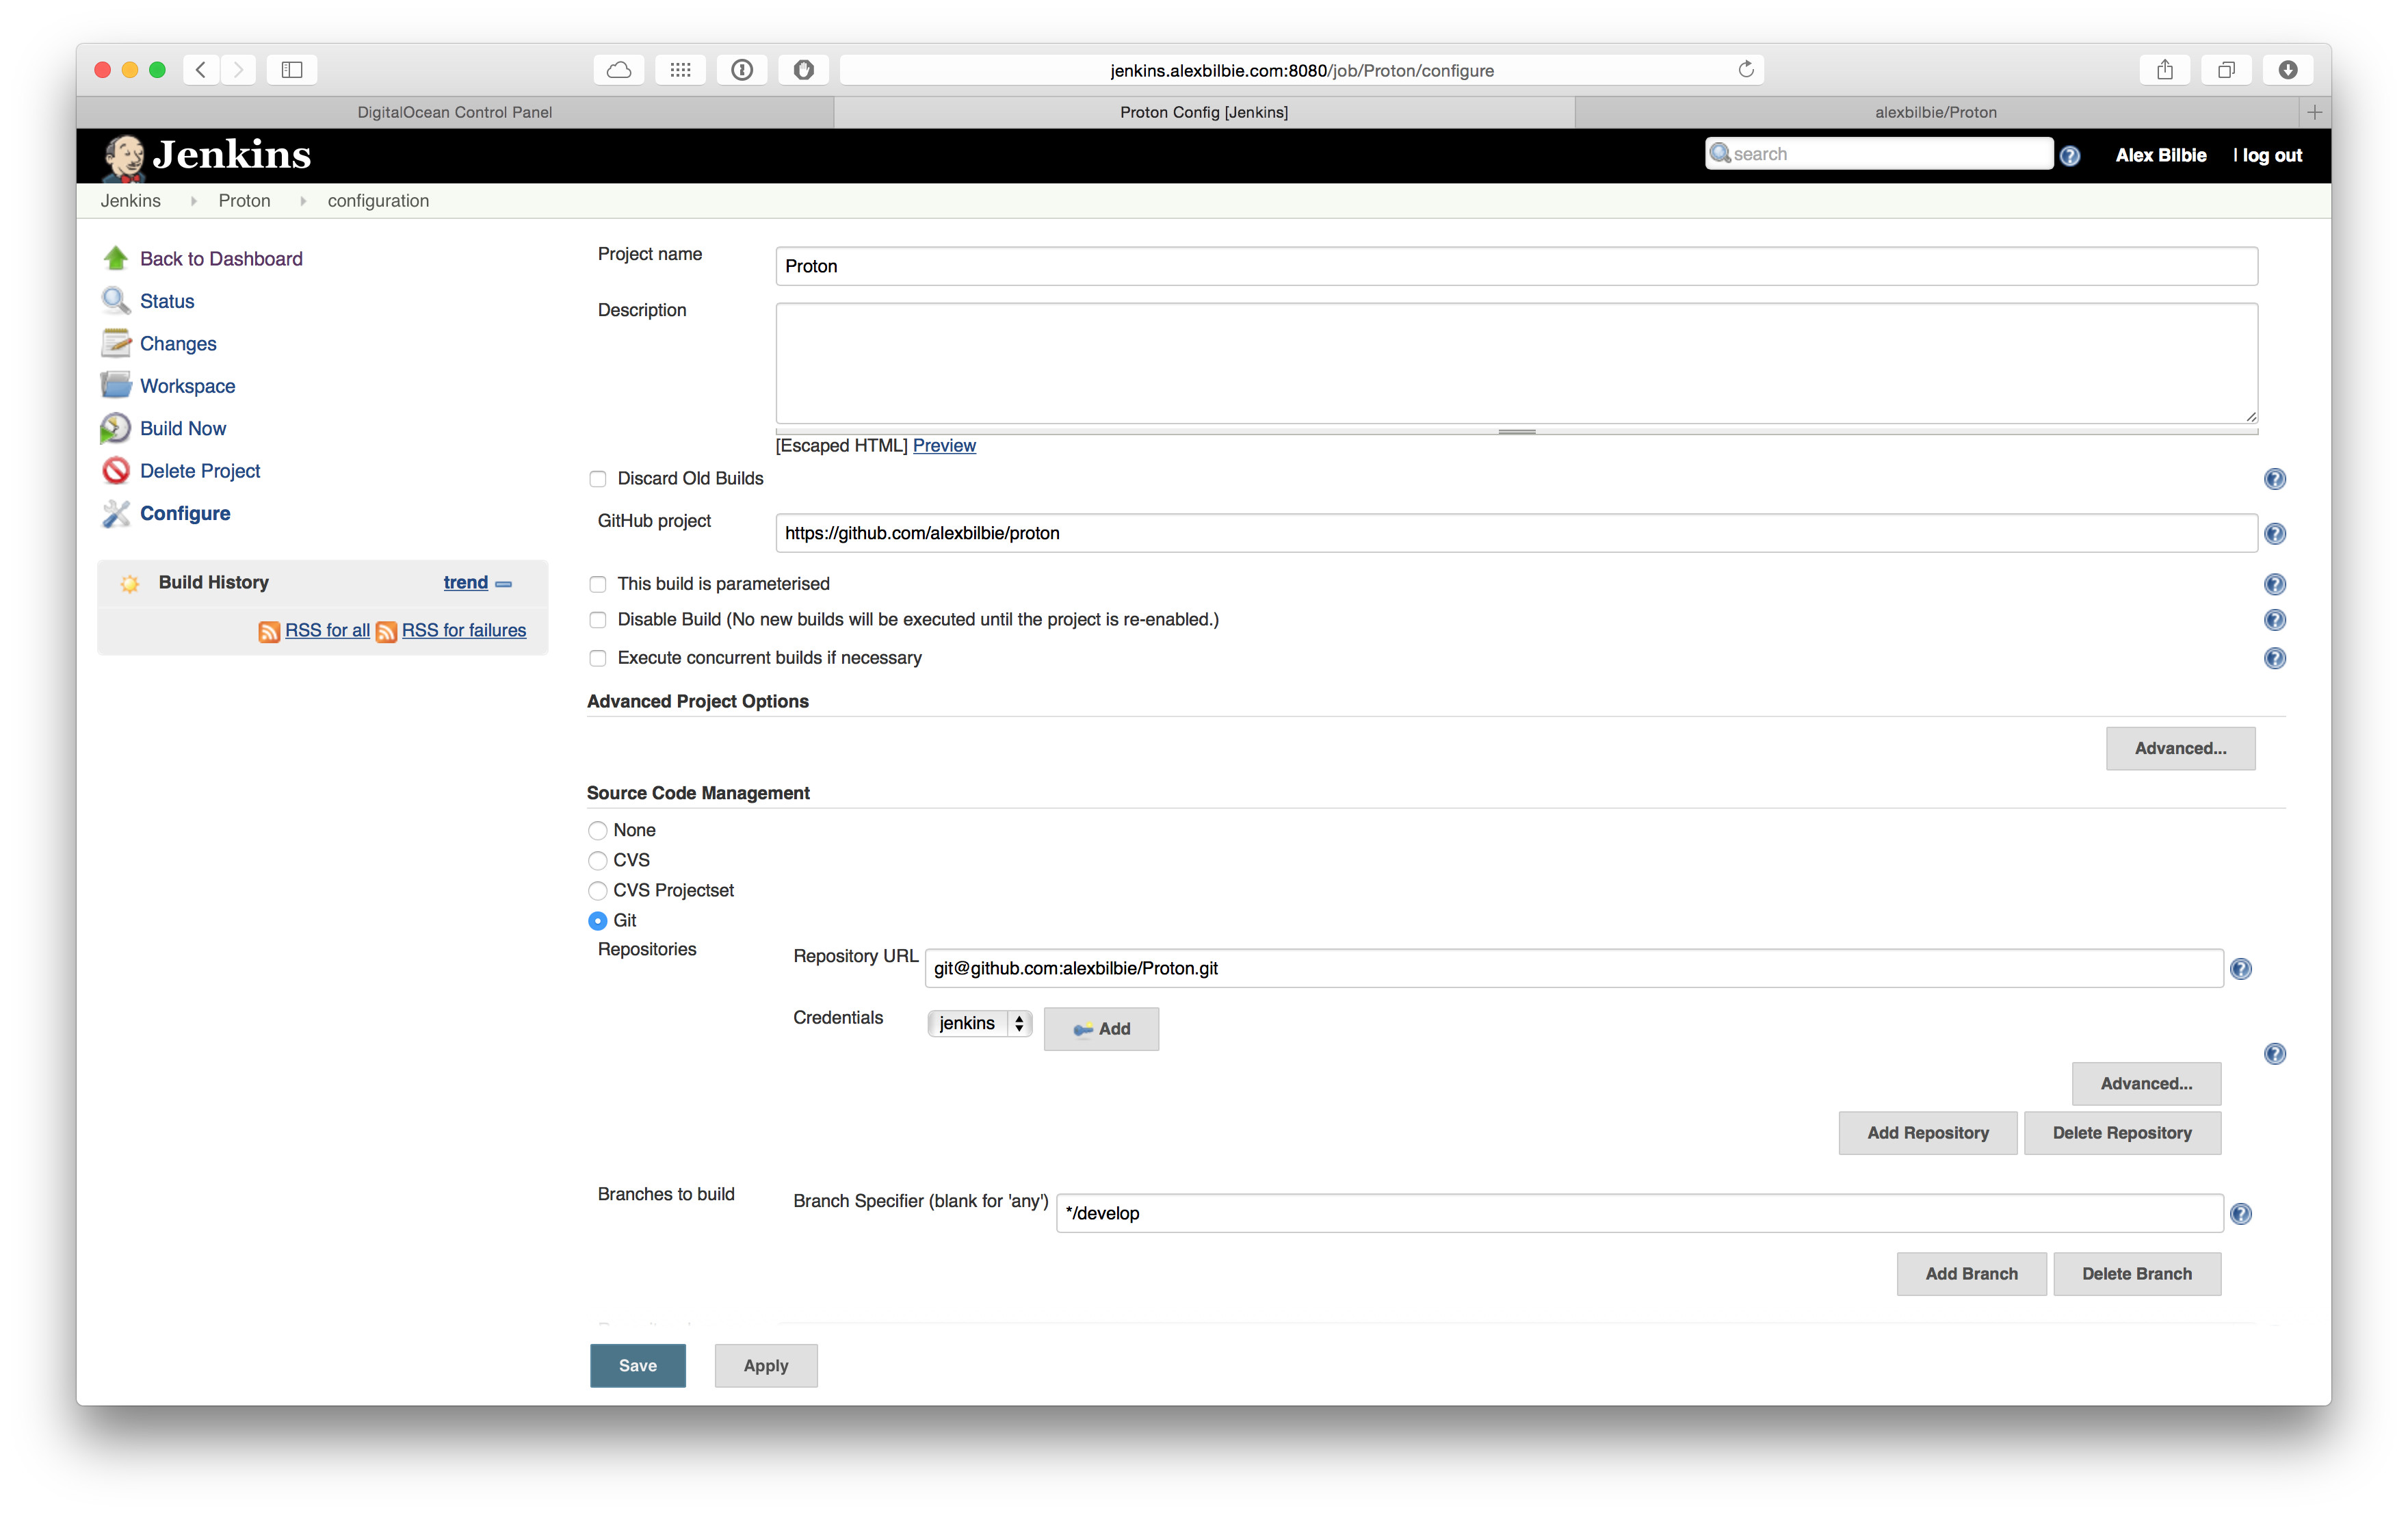 jenkins.alexbilbie.com:8080/job/Proton/configure
DigitalOcean Control Panel
Proton Config [Jenkins]
alexbilbie/Proton
Jenkins
search
Alex Bilbie
| log out
Jenkins
Proton
configuration
Back to Dashboard
Status
Changes
Workspace
Build Now
Delete Project
Configure
Build History
trend
RSS for all
RSS for failures
Project name
Proton
Description
[Escaped HTML] Preview
Discard Old Builds
GitHub project
https://github.com/alexbilbie/proton
This build is parameterised
Disable Build (No new builds will be executed until the project is re-enabled.)
Execute concurrent builds if necessary
Advanced Project Options
Advanced...
Source Code Management
None
CVS
CVS Projectset
Git
Repositories
Repository URL
git@github.com:alexbilbie/Proton.git
Credentials
jenkins
Add
Advanced...
Add Repository
Delete Repository
Branches to build
Branch Specifier (blank for 'any')
*/develop
Add Branch
Delete Branch
Save
Apply